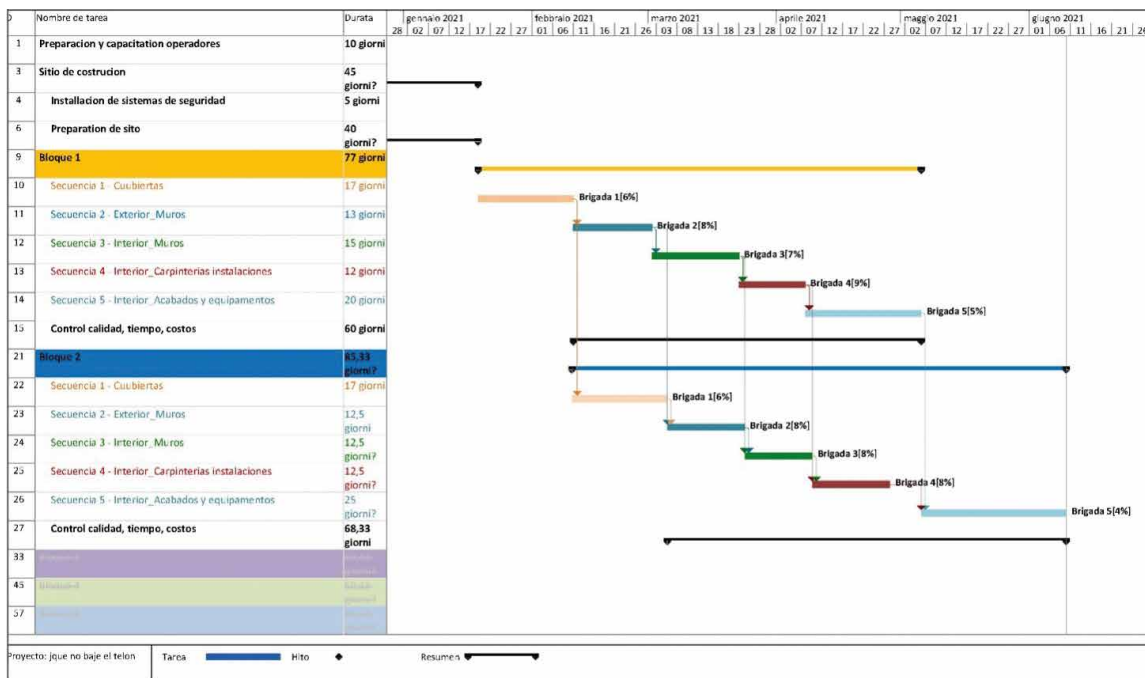 Nombre de tarea Durata
gennaio 2021 febbraio 2021 marzo 2021 aprile 2021 maggio 2021 giugno 2021
28 02 07 12 17 22 27 01 06 11 16 21 26 03 08 13 18 23 28 02 07 12 17 22 27 02 07 12 17 22 27 01 06 11 16 21 26
1 Preparacion y capacitation operadores 10 giorni
3 Sitio de costrucion 45 giorni?
4 Installacion de sistemas de seguridad 5 giorni
6 Preparation de sito 40 giorni?
9 Bloque 1 77 giorni
10 Secuencia 1 - Cuubiertas 17 giorni
Brigada 1[6%]
11 Secuencia 2 - Exterior_Muros 13 giorni
Brigada 2[8%]
12 Secuencia 3 - Interior_Muros 15 giorni
Brigada 3[7%]
13 Secuencia 4 - Interior_Carpinterias instalaciones 12 giorni
Brigada 4[9%]
14 Secuencia 5 - Interior_Acabados y equipamentos 20 giorni
Brigada 5[5%]
15 Control calidad, tiempo, costos 60 giorni
21 Bloque 2 85,33 giorni?
22 Secuencia 1 - Cuubiertas 17 giorni
Brigada 1[6%]
23 Secuencia 2 - Exterior_Muros 12,5 giorni
Brigada 2[8%]
24 Secuencia 3 - Interior_Muros 12,5 giorni?
Brigada 3[8%]
25 Secuencia 4 - Interior_Carpinterias instalaciones 12,5 giorni?
Brigada 4[8%]
26 Secuencia 5 - Interior_Acabados y equipamentos 25 giorni?
Brigada 5[4%]
27 Control calidad, tiempo, costos 68,33 giorni
33
45
57
Proyecto: ¡que no baje el telon Tarea Hito Resumen